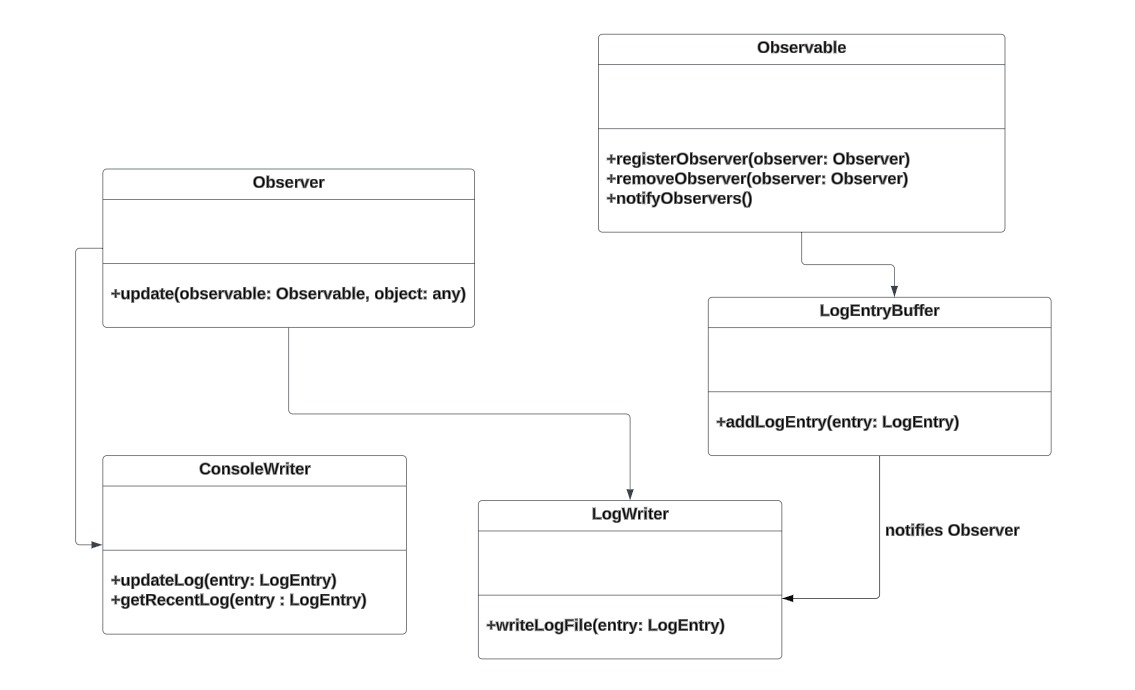 Observable
+registerObserver(observer: Observer)
+removeObserver(observer: Observer)
+notifyObservers()
Observer
+update(observable: Observable, object: any)
LogEntryBuffer
+addLogEntry(entry: LogEntry)
ConsoleWriter
+updateLog(entry: LogEntry)
+getRecentLog(entry : LogEntry)
LogWriter
+writeLogFile(entry: LogEntry)
notifies Observer